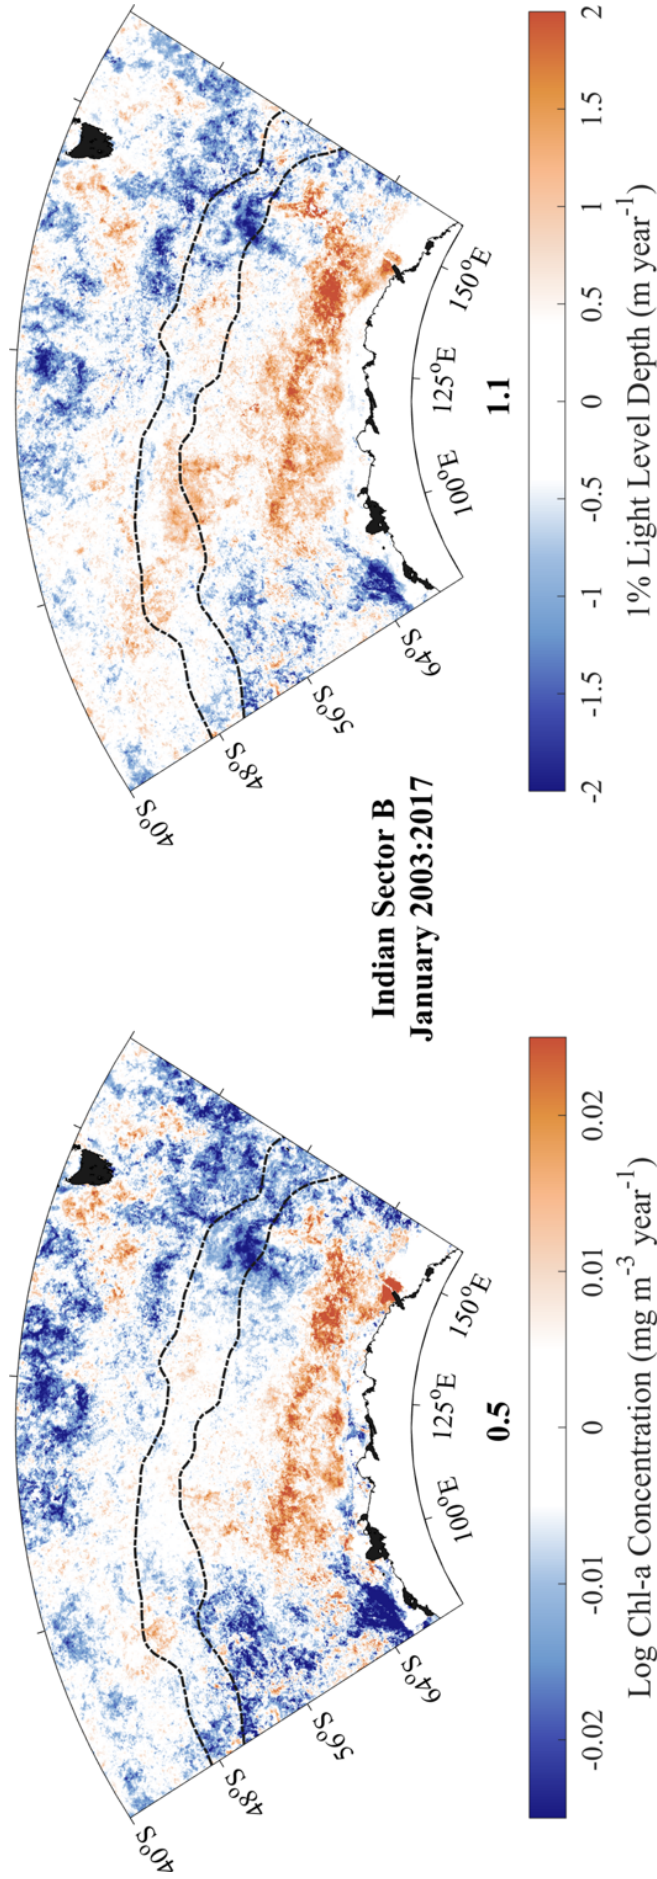 Indian Sector B
January 2003:2017
40°S
48°S
56°S
64°S
100°E
125°E
150°E
0.5
-0.02
-0.01
0
0.01
0.02
Log Chl-a Concentration (mg m⁻³ year⁻¹)
40°S
48°S
56°S
64°S
100°E
125°E
150°E
1.1
-2
-1.5
-1
-0.5
0
0.5
1
1.5
2
1% Light Level Depth (m year⁻¹)